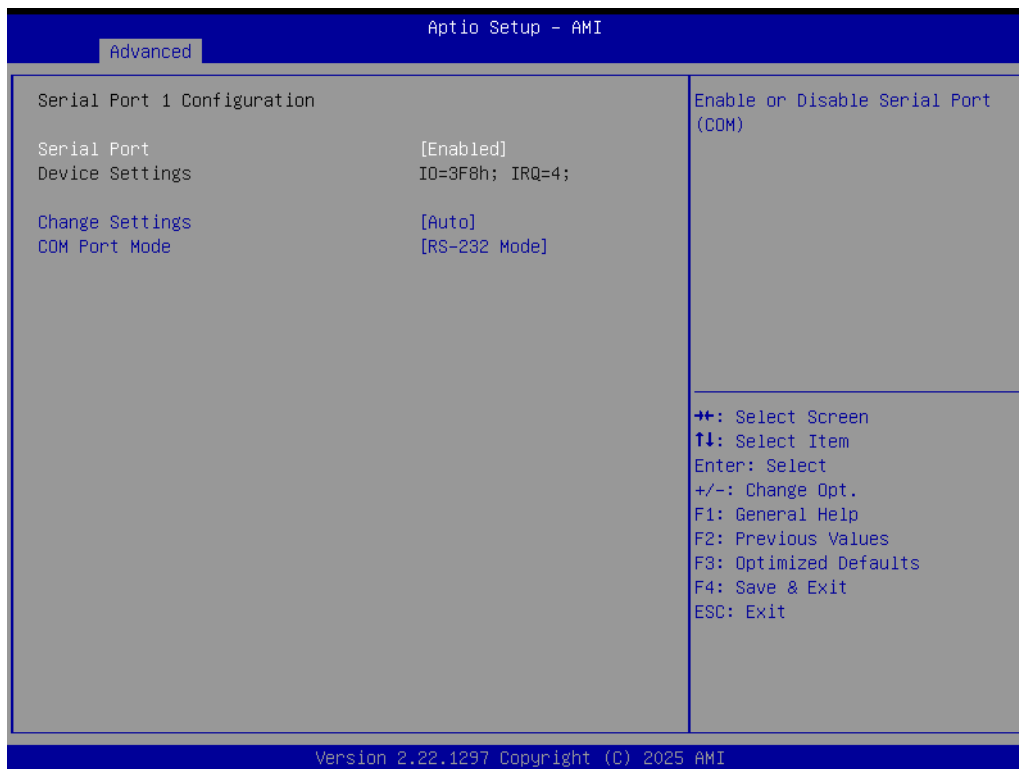 Aptio Setup – AMI
Advanced
Serial Port 1 Configuration
Serial Port [Enabled]
Device Settings IO=3F8h; IRQ=4;
Change Settings [Auto]
COM Port Mode [RS-232 Mode]
Enable or Disable Serial Port
(COM)
→←: Select Screen
↑↓: Select Item
Enter: Select
+/-: Change Opt.
F1: General Help
F2: Previous Values
F3: Optimized Defaults
F4: Save & Exit
ESC: Exit
Version 2.22.1297 Copyright (C) 2025 AMI